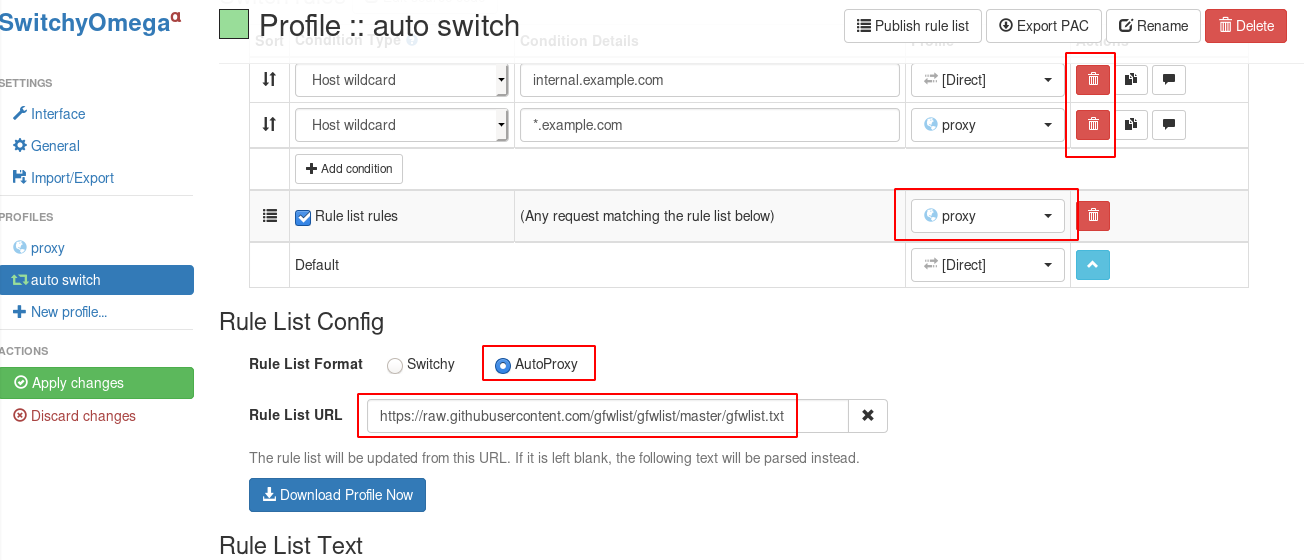 SwitchyOmegaα
Profile :: auto switch
Publish rule list
Export PAC
Rename
Delete
Sort
Condition Type
Condition Details
Profile
Actions
SETTINGS
Interface
General
Import/Export
PROFILES
proxy
auto switch
New profile...
ACTIONS
Apply changes
Discard changes
Host wildcard
internal.example.com
[Direct]
Host wildcard
*.example.com
proxy
Add condition
Rule list rules
(Any request matching the rule list below)
proxy
Default
[Direct]
Rule List Config
Rule List Format
Switchy
AutoProxy
Rule List URL
https://raw.githubusercontent.com/gfwlist/gfwlist/master/gfwlist.txt
The rule list will be updated from this URL. If it is left blank, the following text will be parsed instead.
Download Profile Now
Rule List Text